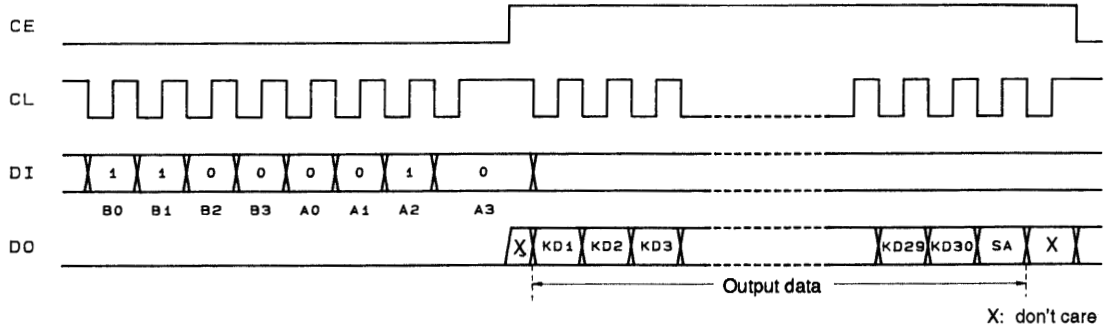 CE
CL
DI 1 1 0 0 0 0 1 0
B0 B1 B2 B3 A0 A1 A2 A3
DO X KD1 KD2 KD3 KD29 KD30 SA X
Output data
X: don't care